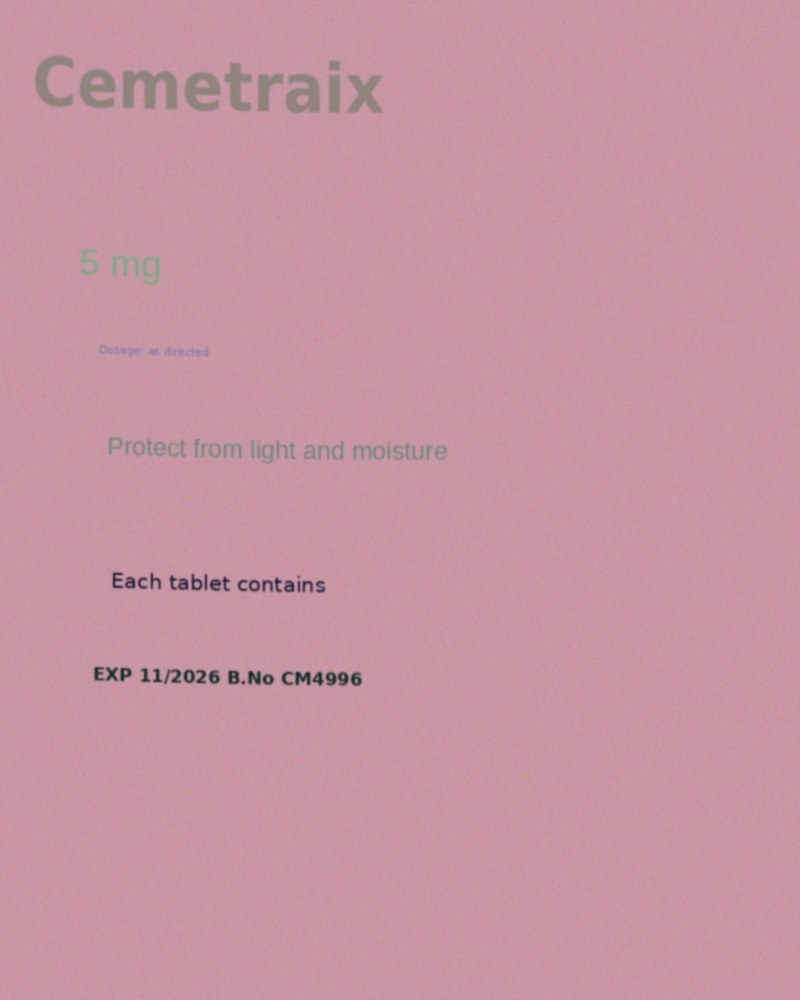 Cemetraix
5 mg
Dosage: as directed
Protect from light and moisture
Each tablet contains
EXP 11/2026 B.No CM4996